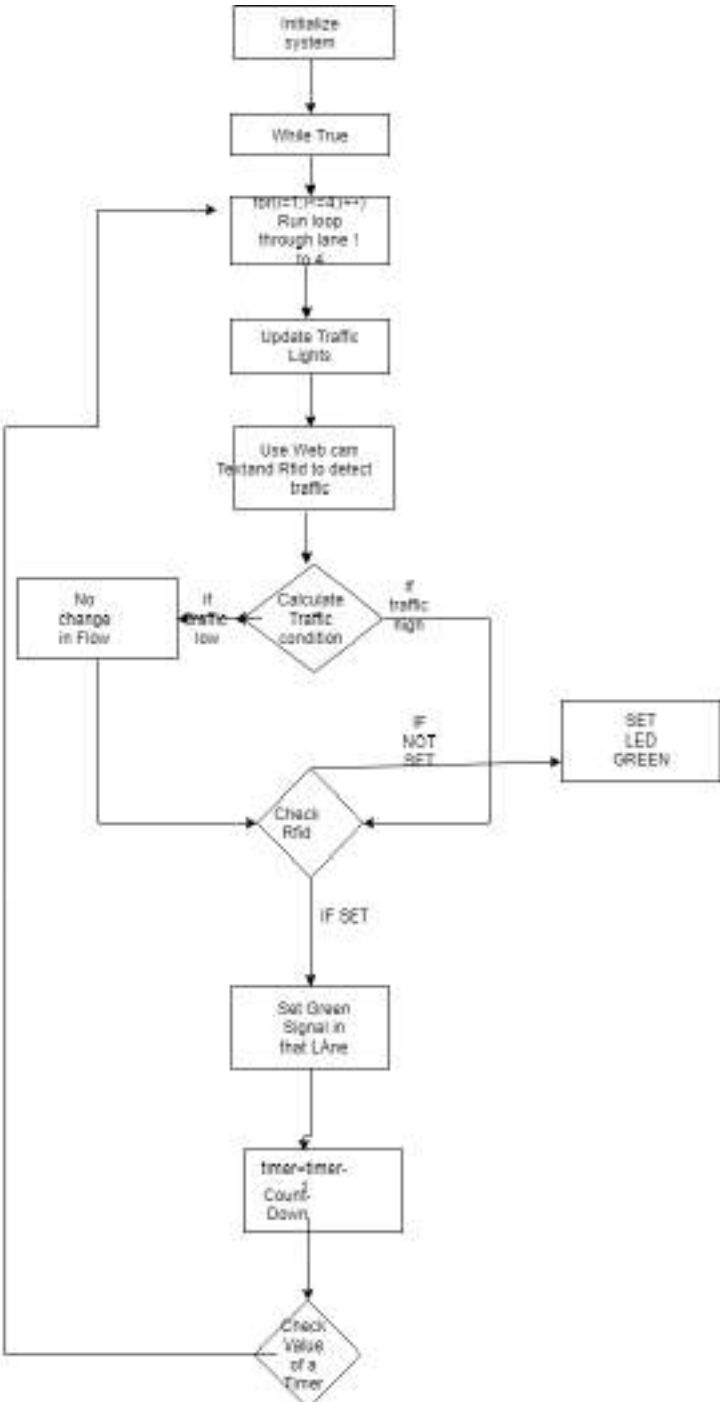 Initialize
system
While True
for(i=1;i<=4;i++)
Run loop
through lane 1
to 4
Update Traffic
Lights
Use Web cam
Textand Rfid to detect
traffic
Calculate
Traffic
condition
if
traffic
low
No
change
in Flow
if
traffic
high
IF
NOT
SET
SET
LED
GREEN
Check
Rfid
IF SET
Set Green
Signal in
that LAne
timer=timer-
Count-
Down
Check
Value
of a
Timer